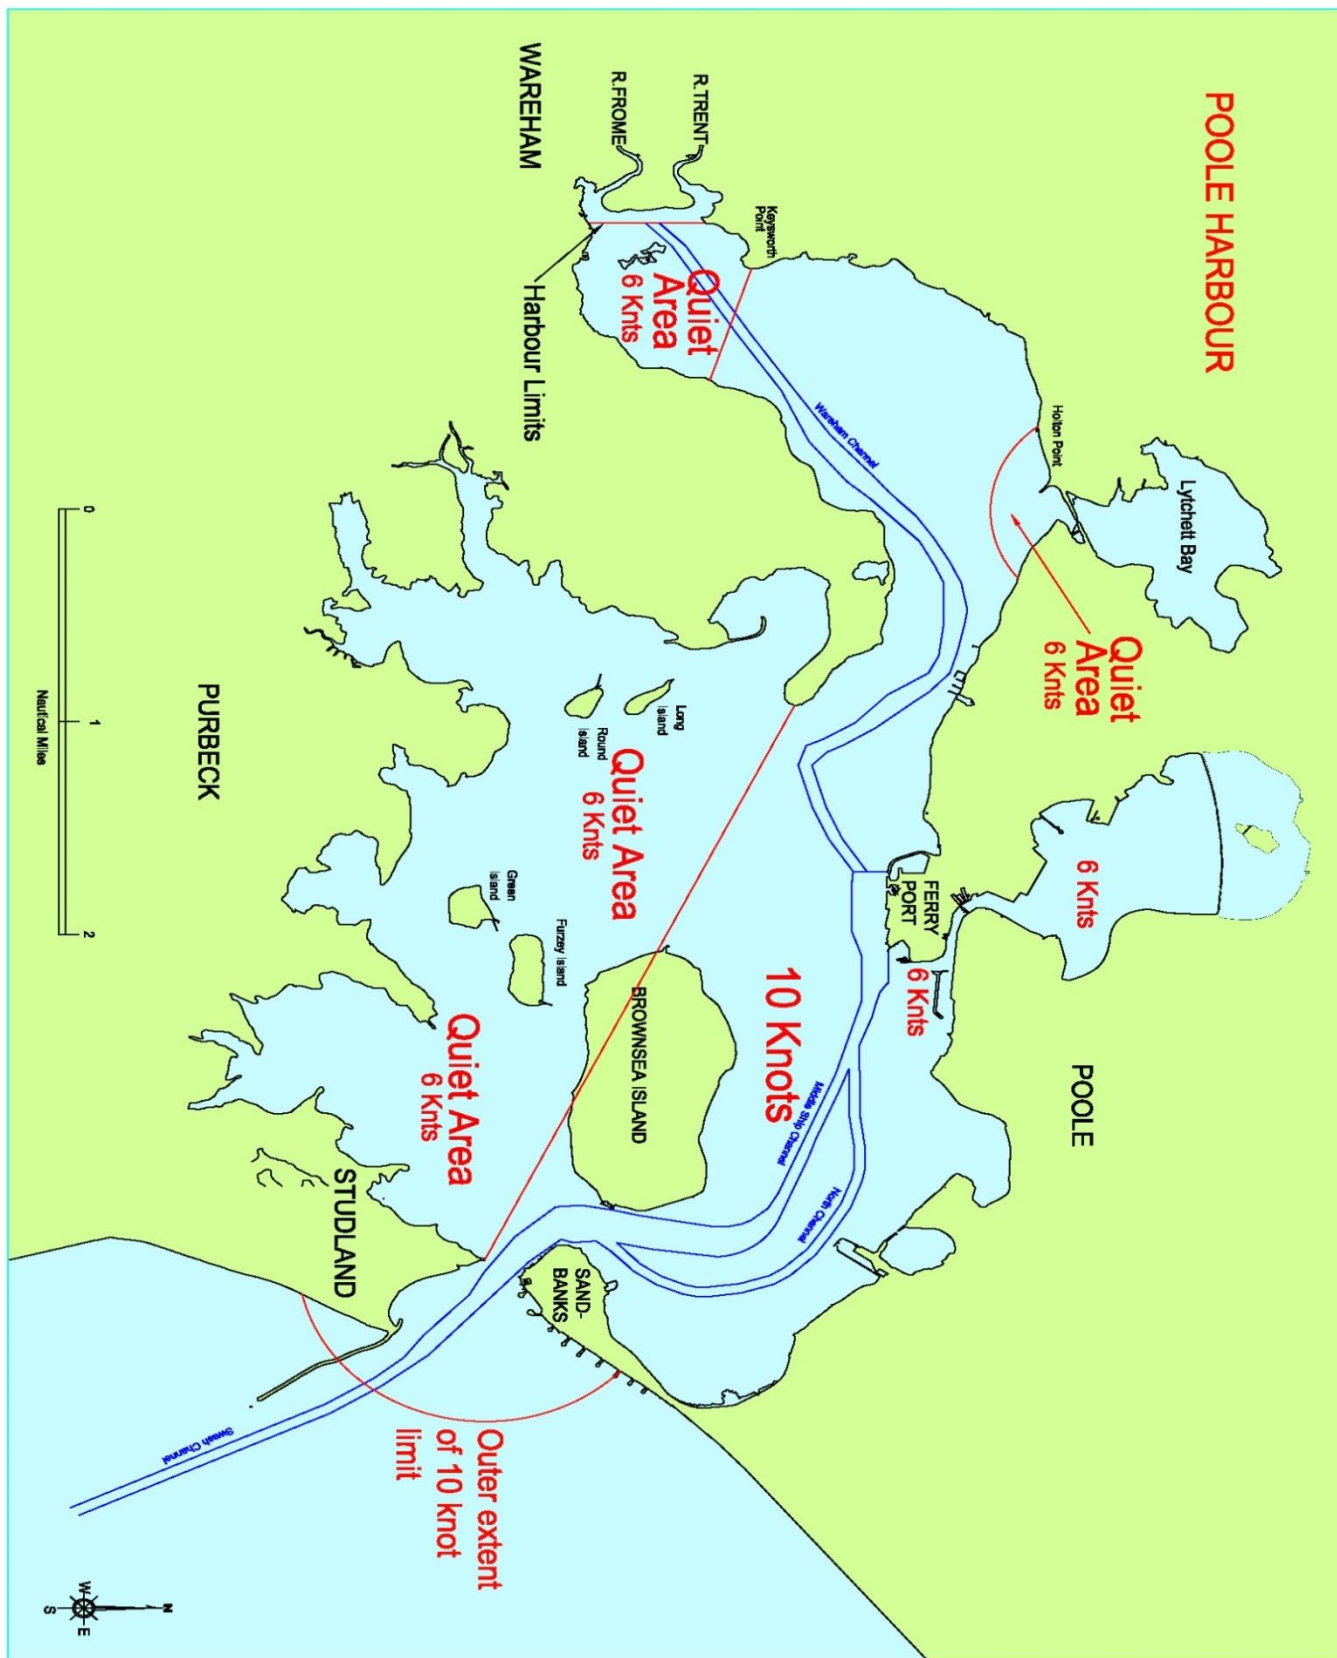 POOLE HARBOUR
Lytchett Bay
Holton Point
Quiet
Area
6 Knts
6 Knts
POOLE
Keysworth
Point
R.TRENT
R.FROME
WAREHAM
Quiet
Area
6 Knts
Harbour Limits
Wareham Channel
FERRY
PORT
6 Knts
10 Knots
Middle Ship Channel
North Channel
Long
Island
Round
Island
Quiet Area
6 Knts
BROWNSEA ISLAND
Green
Island
Furzey Island
Quiet Area
6 Knts
SAND-
BANKS
PURBECK
STUDLAND
Outer extent
of 10 knot
limit
Swash Channel
0 1 2
Nautical Miles
N
W E
S